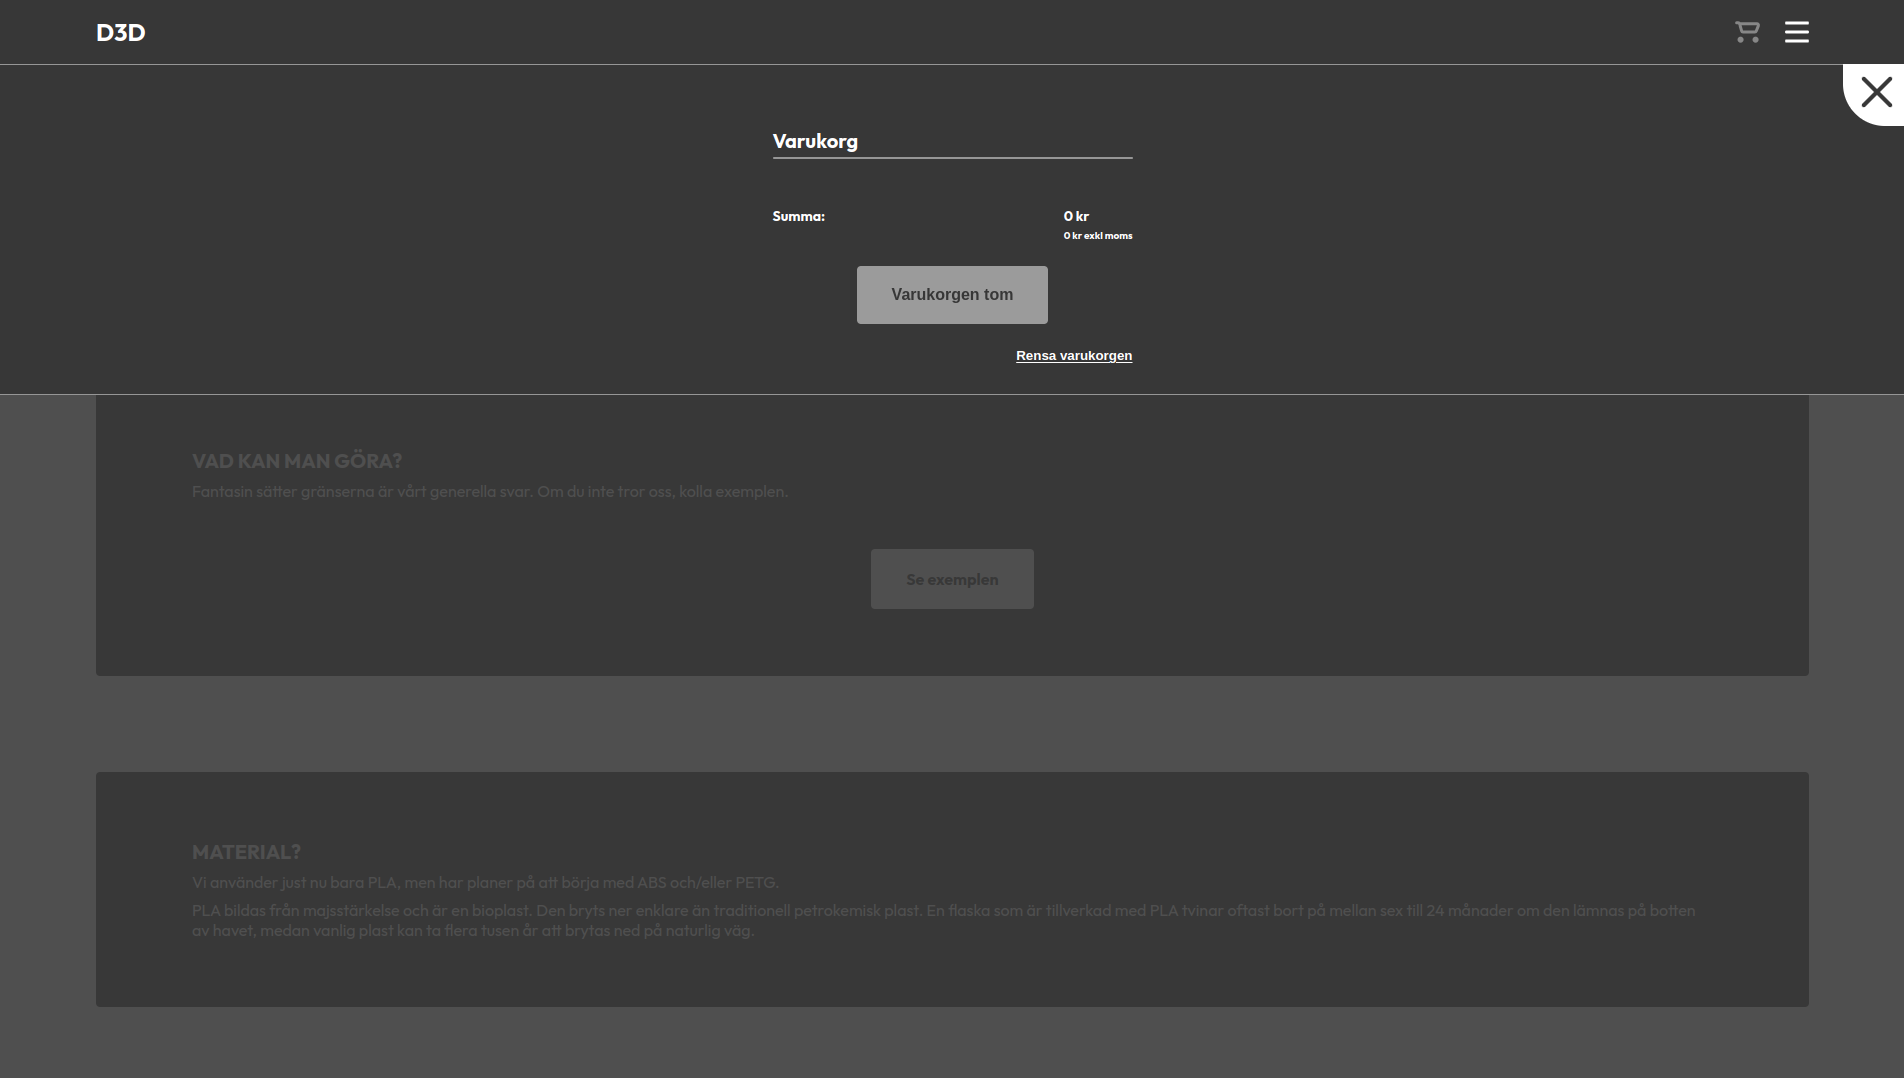 D3D
Varukorg
Summa:
0 kr
0 kr exkl moms
Varukorgen tom
Rensa varukorgen
VAD KAN MAN GÖRA?
Fantasin sätter gränserna är vårt generella svar. Om du inte tror oss, kolla exemplen.
Se exemplen
MATERIAL?
Vi använder just nu bara PLA, men har planer på att börja med ABS och/eller PETG.
PLA bildas från majsstärkelse och är en bioplast. Den bryts ner enklare än traditionell petrokemisk plast. En flaska som är tillverkad med PLA tvinar oftast bort på mellan sex till 24 månader om den lämnas på botten
av havet, medan vanlig plast kan ta flera tusen år att brytas ned på naturlig väg.